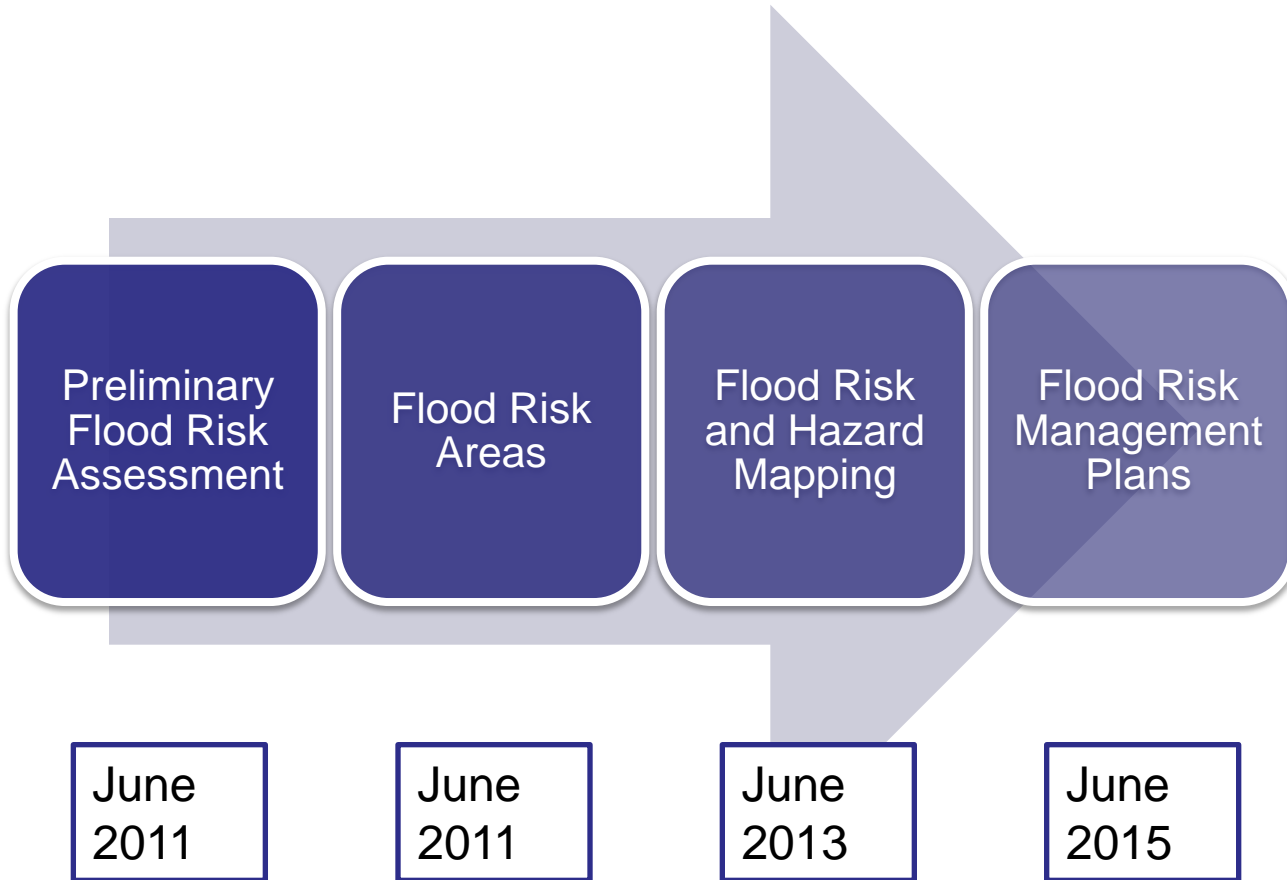 Preliminary
Flood Risk
Assessment
Flood Risk
Areas
Flood Risk
and Hazard
Mapping
Flood Risk
Management
Plans
June
2011
June
2011
June
2013
June
2015